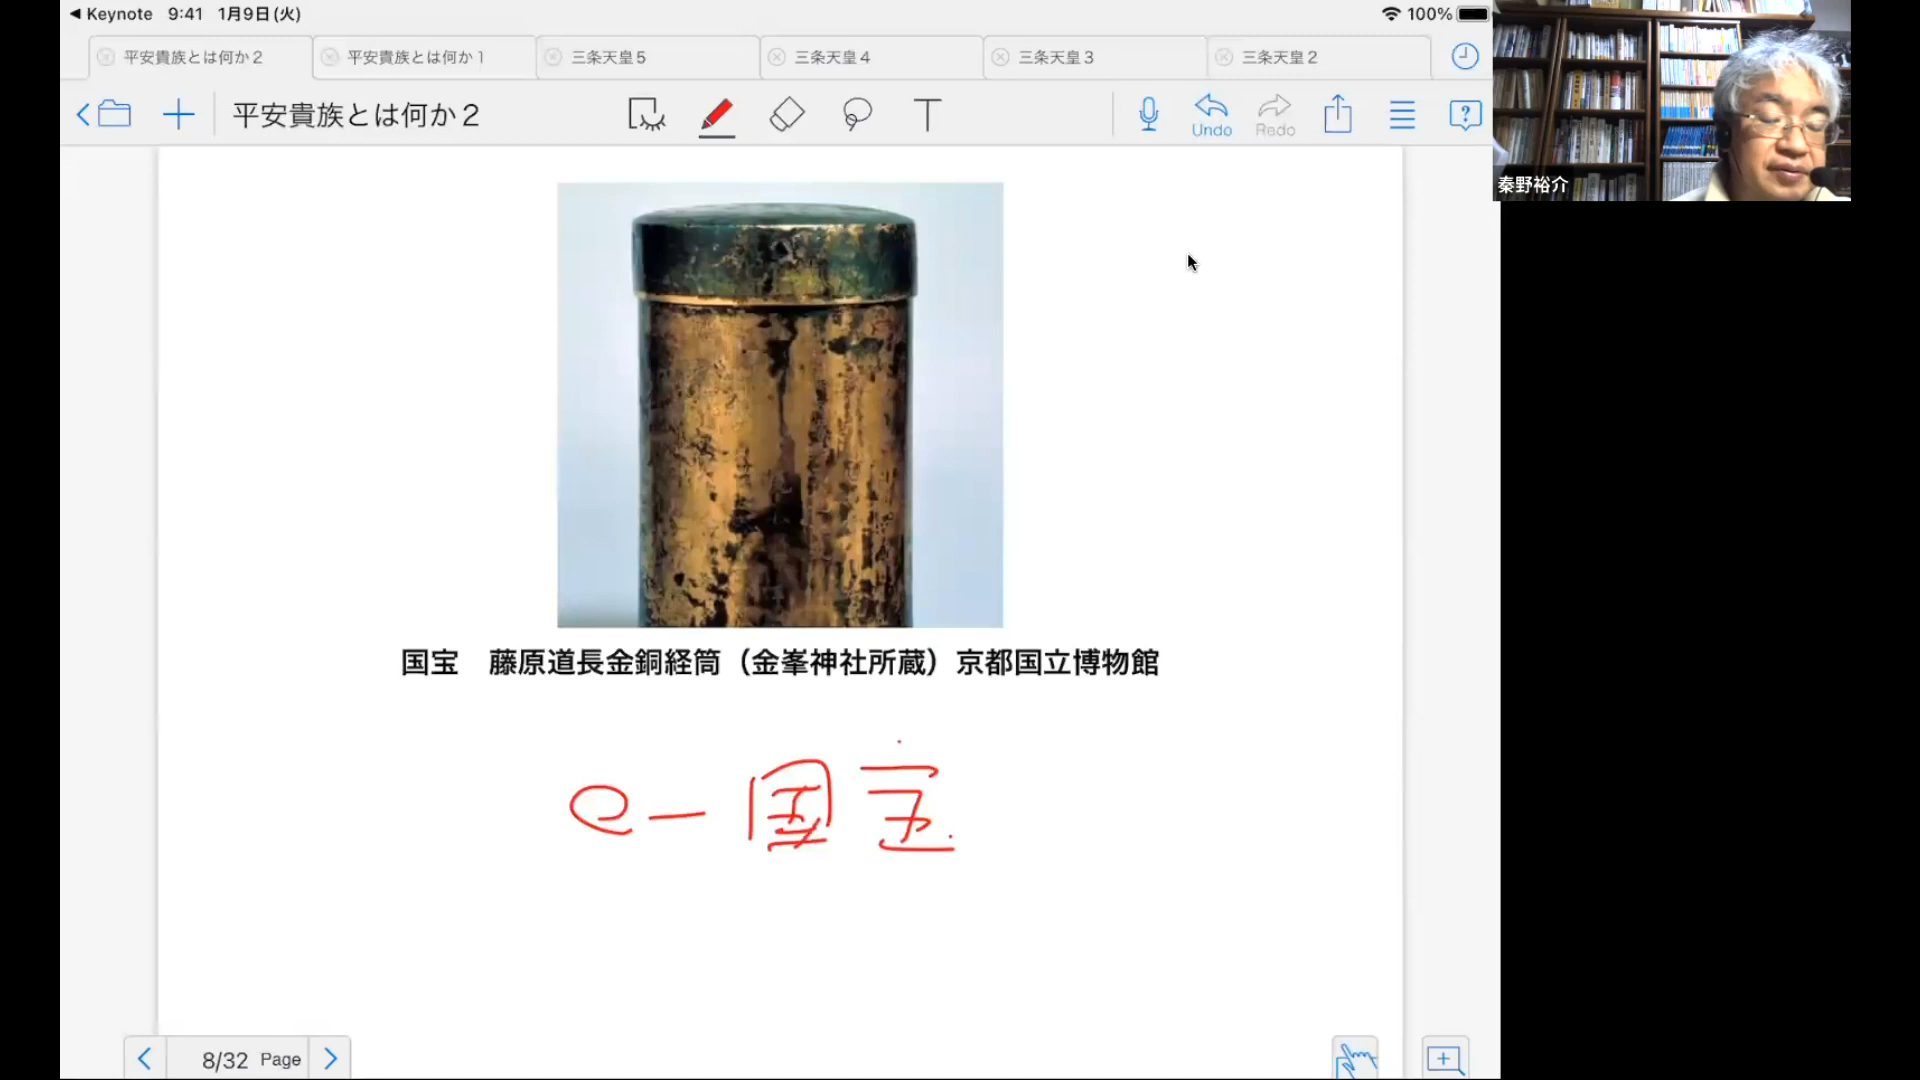 Keynote 9:41 1月9日(火) 100%
平安貴族とは何か2 平安貴族とは何か1 三条天皇5 三条天皇4 三条天皇3 三条天皇2
平安貴族とは何か2 T Undo Redo ?
秦野裕介
国宝 藤原道長金銅経筒（金峯神社所蔵）京都国立博物館
e－国宝
8/32 Page